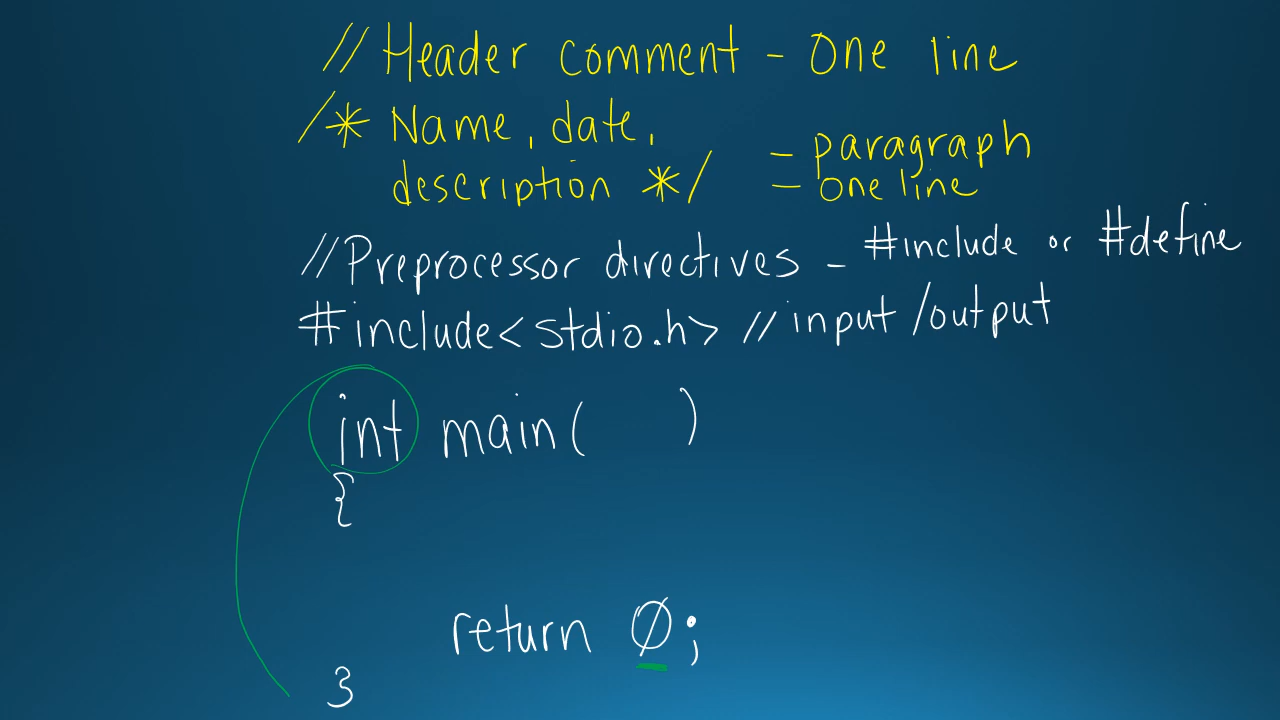 // Header comment - One line
/* Name, date,
description */
- paragraph
- one line
// Preprocessor directives - #include or #define
#include<stdio.h> // input/output
int main( )
{
return 0;
}